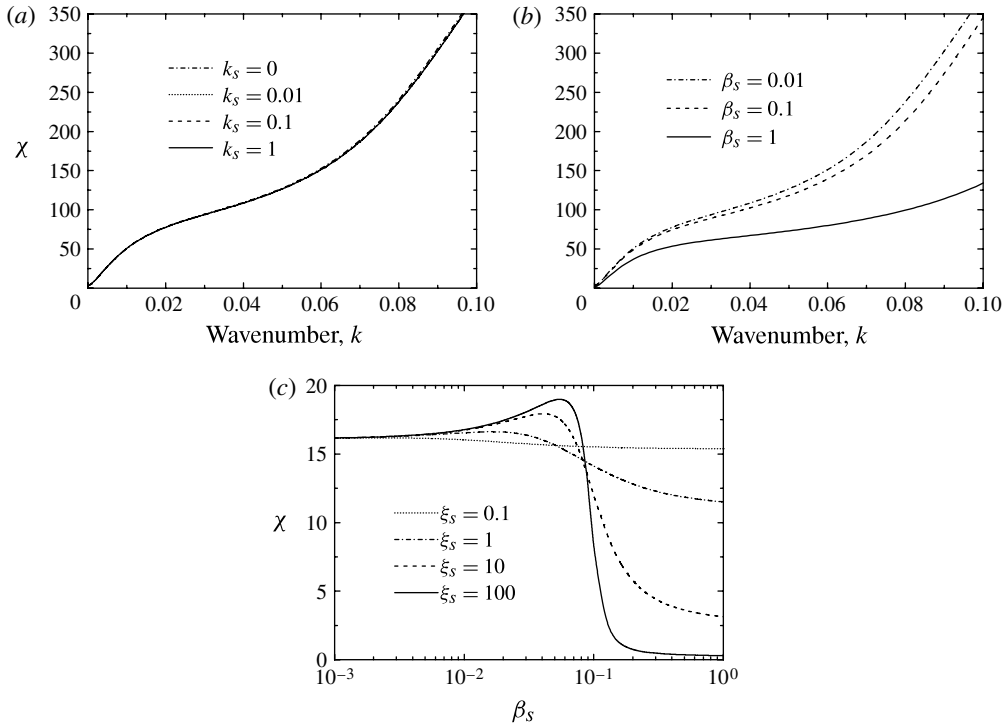 (a)
350
300
250
200
150
100
50
0
χ
k_s = 0
k_s = 0.01
k_s = 0.1
k_s = 1
0.02 0.04 0.06 0.08 0.10
Wavenumber, k
(b)
350
300
250
200
150
100
50
0
β_s = 0.01
β_s = 0.1
β_s = 1
0.02 0.04 0.06 0.08 0.10
Wavenumber, k
(c)
20
15
10
5
0
χ
ξ_s = 0.1
ξ_s = 1
ξ_s = 10
ξ_s = 100
10⁻³ 10⁻² 10⁻¹ 10⁰
β_s